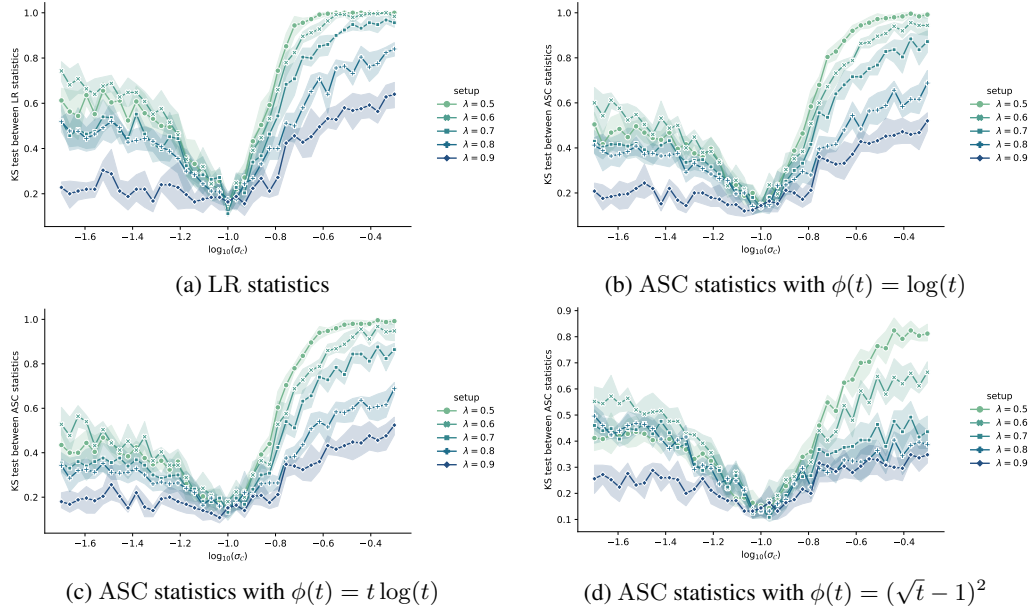 KS test between LR statistics
1.0
0.8
0.6
0.4
0.2
−1.6 −1.4 −1.2 −1.0 −0.8 −0.6 −0.4
log₁₀(σ_C)
setup
λ = 0.5
λ = 0.6
λ = 0.7
λ = 0.8
λ = 0.9
(a) LR statistics
KS test between ASC statistics
1.0
0.8
0.6
0.4
0.2
−1.6 −1.4 −1.2 −1.0 −0.8 −0.6 −0.4
log₁₀(σ_C)
setup
λ = 0.5
λ = 0.6
λ = 0.7
λ = 0.8
λ = 0.9
(b) ASC statistics with ϕ(t) = log(t)
KS test between ASC statistics
1.0
0.8
0.6
0.4
0.2
−1.6 −1.4 −1.2 −1.0 −0.8 −0.6 −0.4
log₁₀(σ_C)
setup
λ = 0.5
λ = 0.6
λ = 0.7
λ = 0.8
λ = 0.9
(c) ASC statistics with ϕ(t) = t log(t)
KS test between ASC statistics
0.9
0.8
0.7
0.6
0.5
0.4
0.3
0.2
0.1
−1.6 −1.4 −1.2 −1.0 −0.8 −0.6 −0.4
log₁₀(σ_C)
setup
λ = 0.5
λ = 0.6
λ = 0.7
λ = 0.8
λ = 0.9
(d) ASC statistics with ϕ(t) = (√t − 1)²